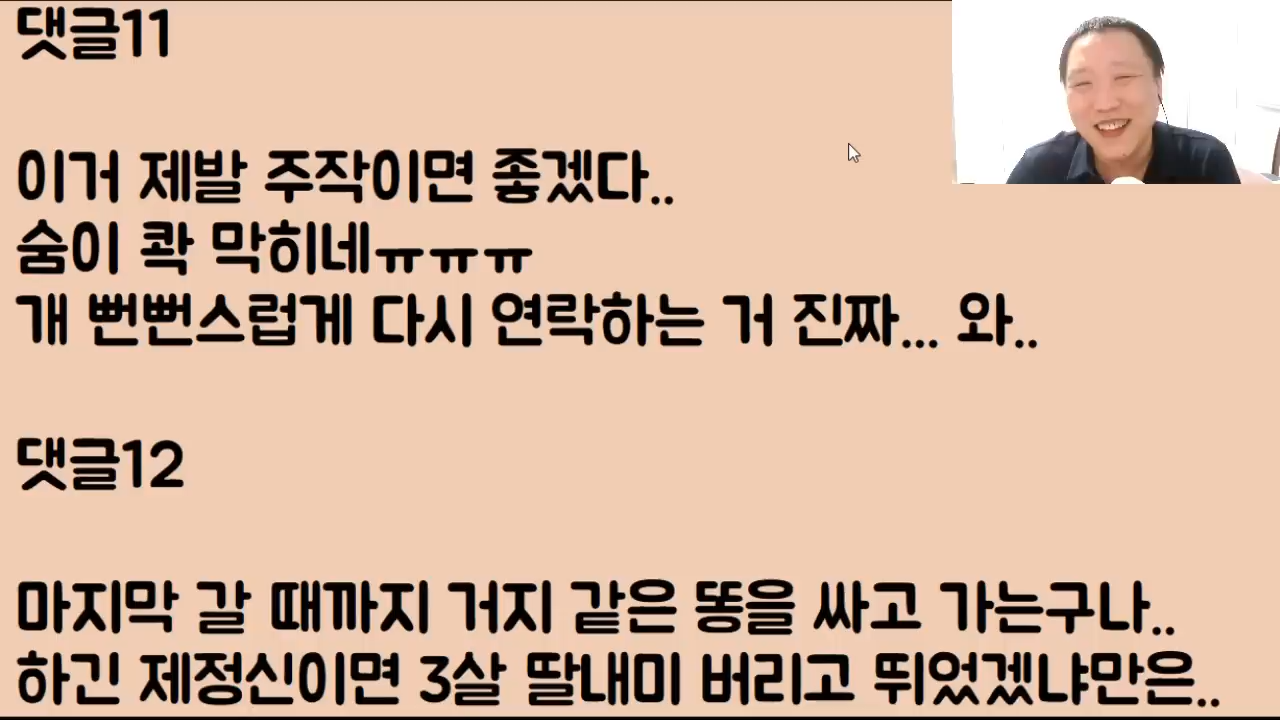 댓글11
이거 제발 주작이면 좋겠다..
숨이 콱 막히네ㅠㅠㅠ
개 뻔뻔스럽게 다시 연락하는 거 진짜... 와..
댓글12
마지막 갈 때까지 거지 같은 똥을 싸고 가는구나..
하긴 제정신이면 3살 딸내미 버리고 뛰었겠냐만은..